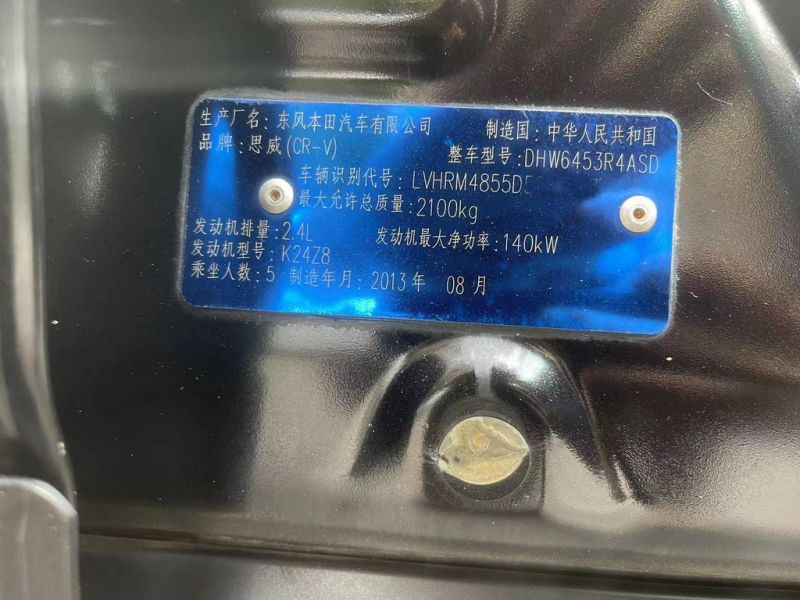 生产厂名：东风本田汽车有限公司 制造国：中华人民共和国
品牌：思威(CR-V) 整车型号：DHW6453R4ASD
车辆识别代号：LVHRM4855D
最大允许总质量：2100kg
发动机排量：2.4L 发动机最大净功率：140kW
发动机型号：K24Z8
乘坐人数：5 制造年月：2013年 08月